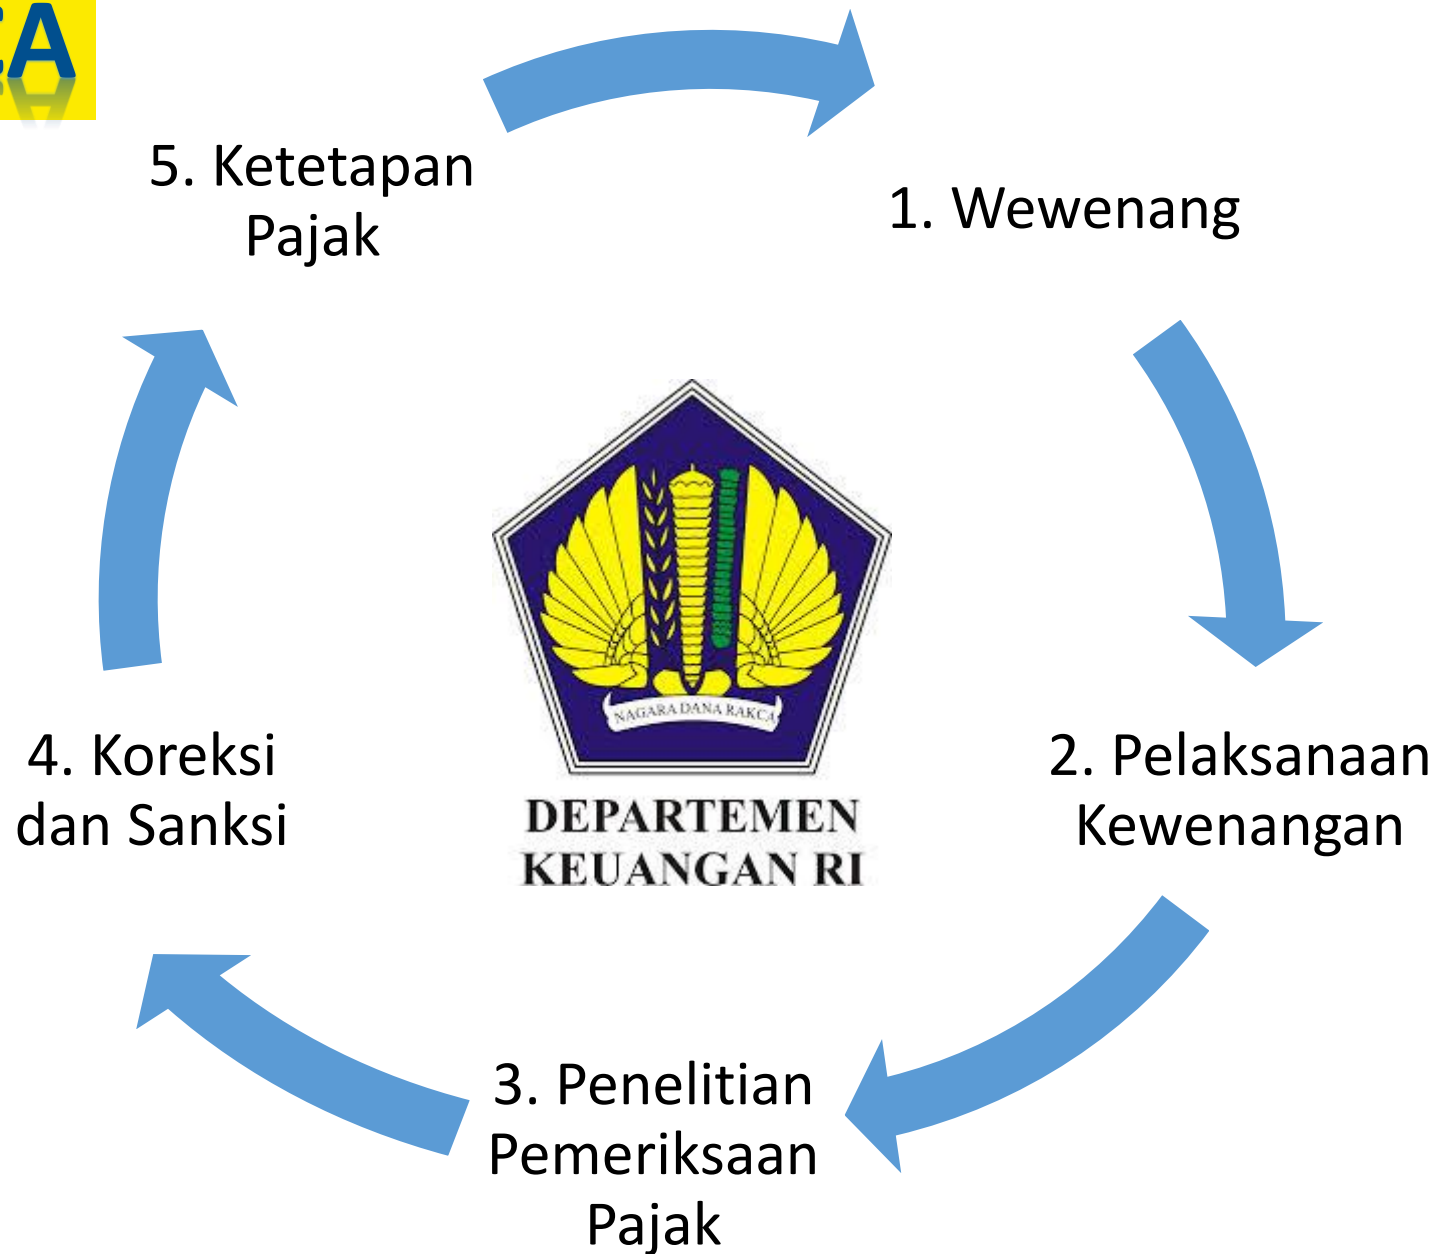 A
5. Ketetapan
Pajak
1. Wewenang
NAGARA DANA RAKCA
DEPARTEMEN
KEUANGAN RI
4. Koreksi
dan Sanksi
2. Pelaksanaan
Kewenangan
3. Penelitian
Pemeriksaan
Pajak